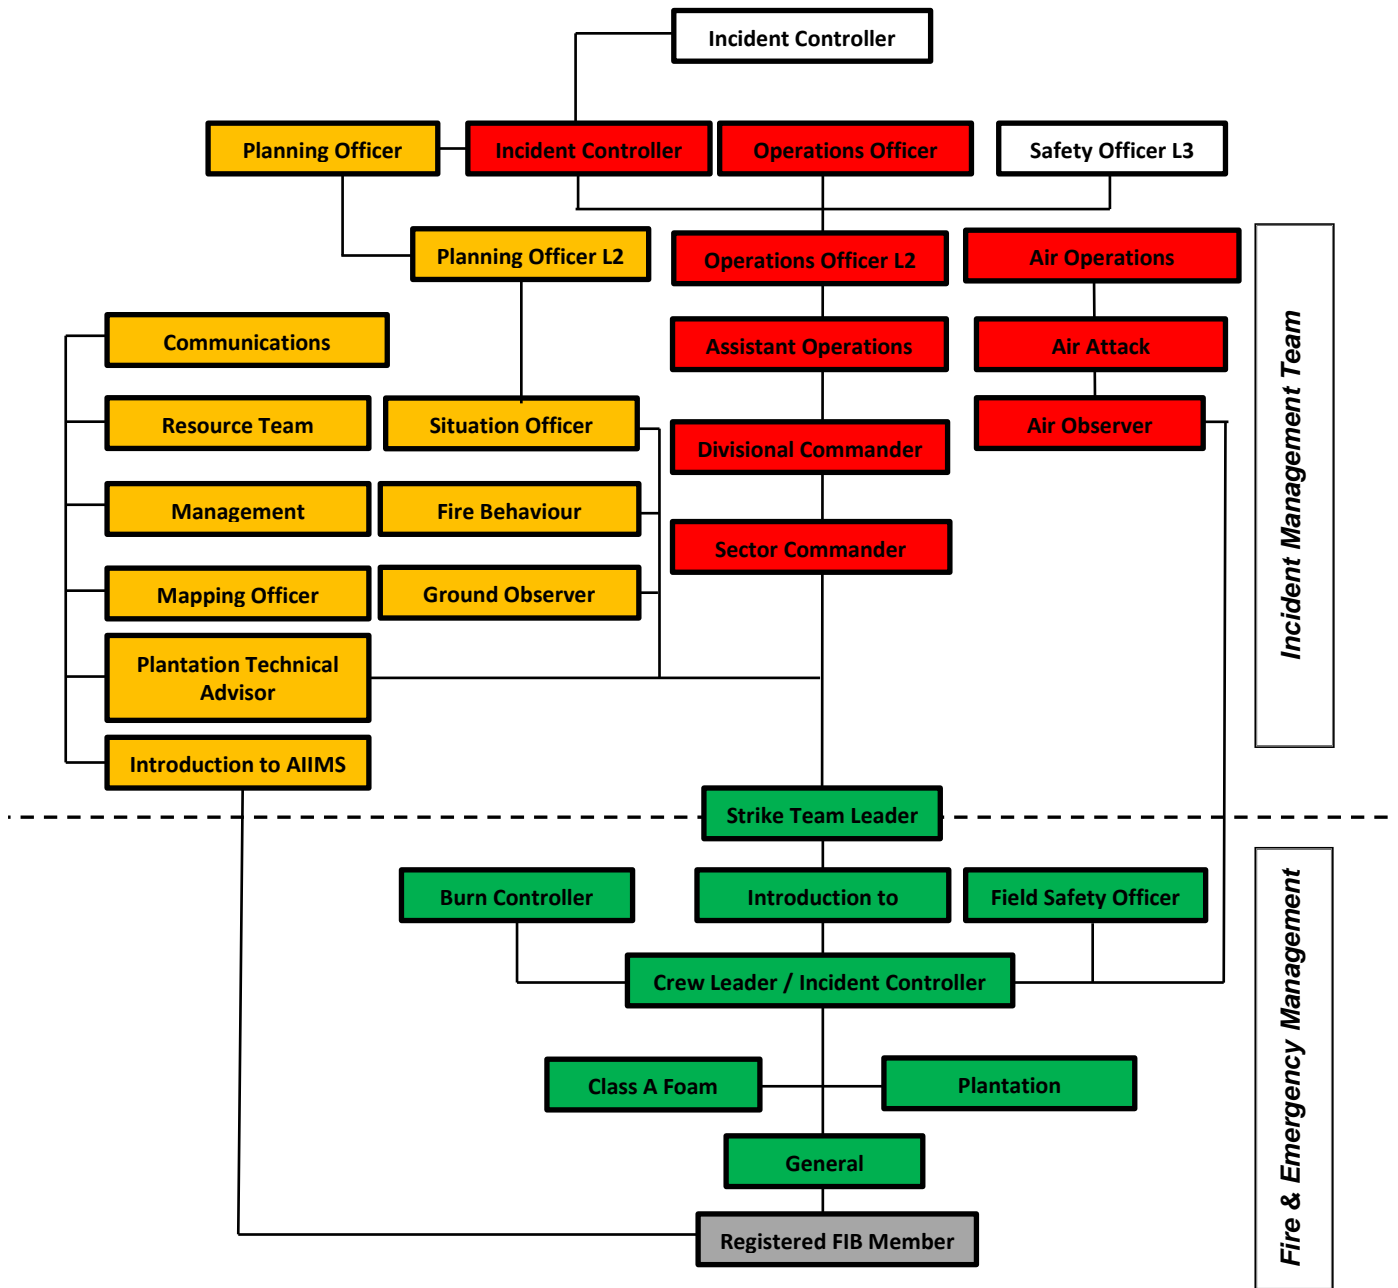 Incident Controller
Planning Officer
Incident Controller
Operations Officer
Safety Officer L3
Planning Officer L2
Operations Officer L2
Air Operations
Communications
Assistant Operations
Air Attack
Resource Team
Situation Officer
Divisional Commander
Air Observer
Management
Fire Behaviour
Sector Commander
Mapping Officer
Ground Observer
Plantation Technical
Advisor
Introduction to AIIMS
Incident Management Team
Strike Team Leader
Burn Controller
Introduction to
Field Safety Officer
Crew Leader / Incident Controller
Class A Foam
Plantation
General
Registered FIB Member
Fire & Emergency Management